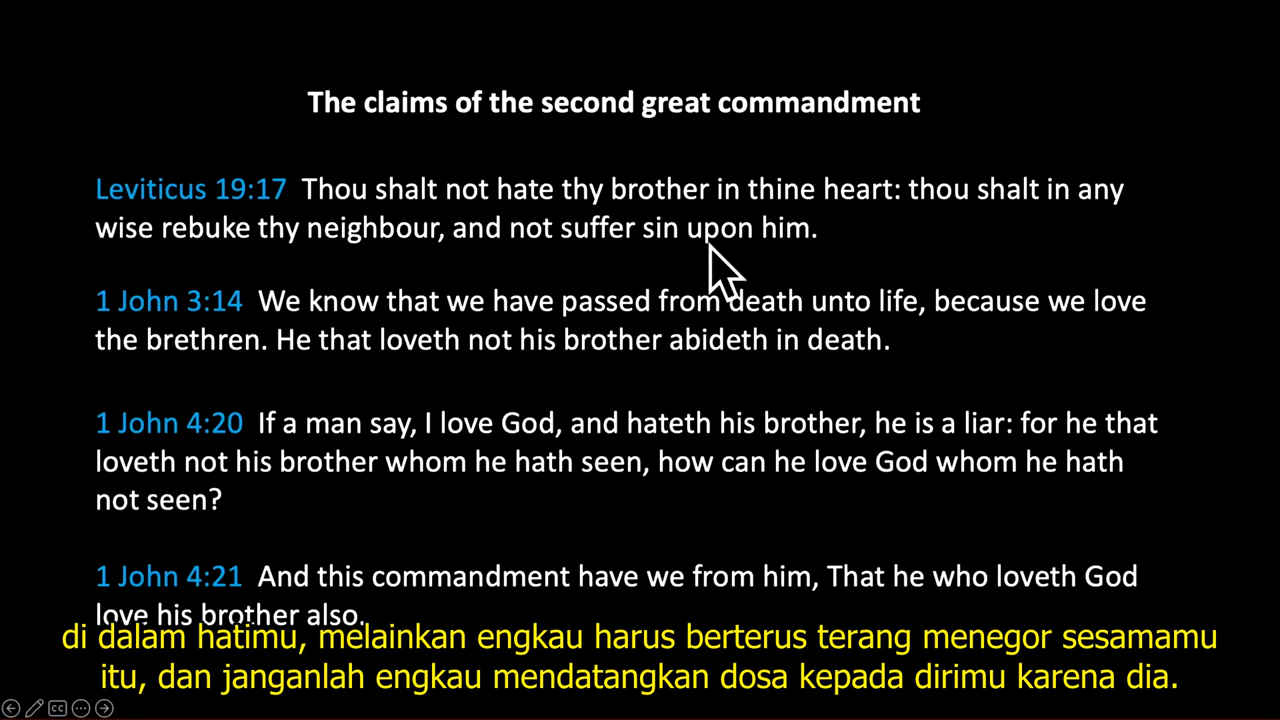 The claims of the second great commandment
Leviticus 19:17 Thou shalt not hate thy brother in thine heart: thou shalt in any
wise rebuke thy neighbour, and not suffer sin upon him.
1 John 3:14 We know that we have passed from death unto life, because we love
the brethren. He that loveth not his brother abideth in death.
1 John 4:20 If a man say, I love God, and hateth his brother, he is a liar: for he that
loveth not his brother whom he hath seen, how can he love God whom he hath
not seen?
1 John 4:21 And this commandment have we from him, That he who loveth God
love his brother also.
di dalam hatimu, melainkan engkau harus berterus terang menegor sesamamu
itu, dan janganlah engkau mendatangkan dosa kepada dirimu karena dia.
CC